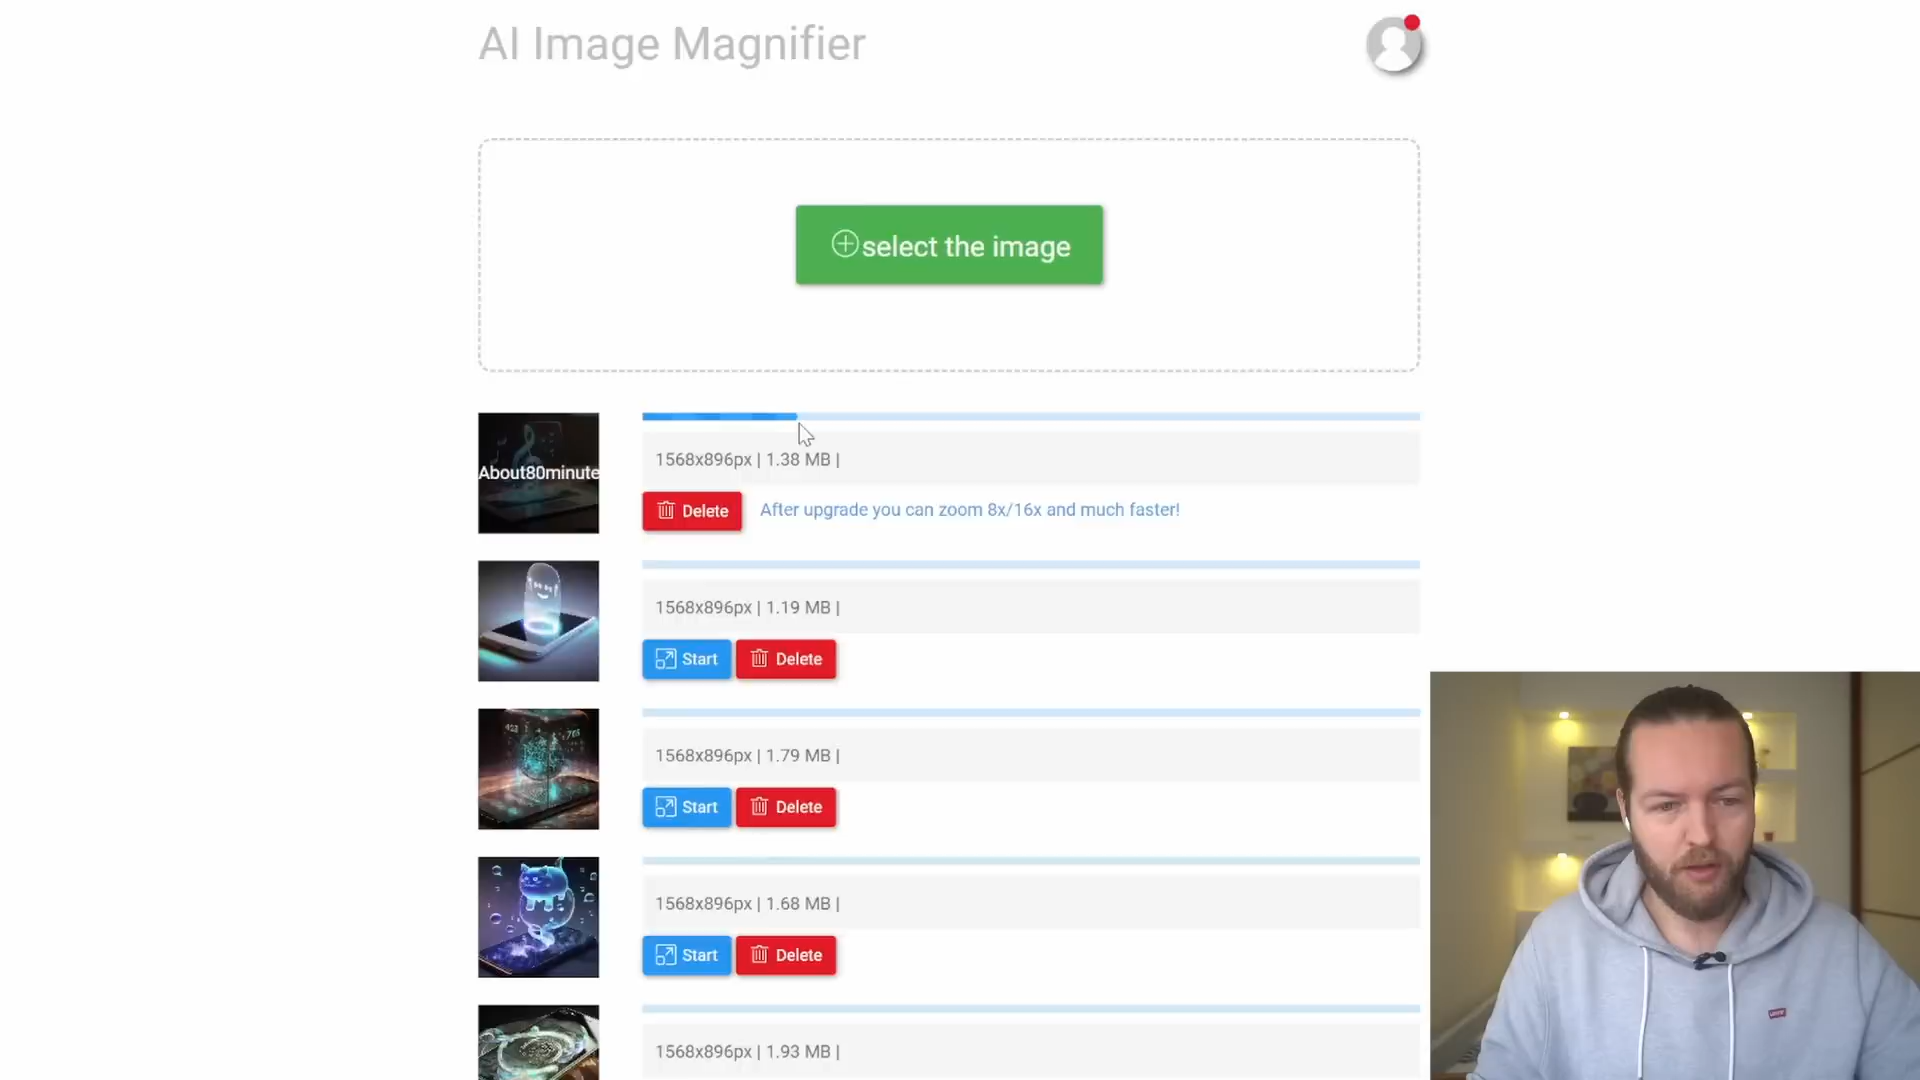 AI Image Magnifier
select the image
About80minute
1568x896px | 1.38 MB |
Delete
After upgrade you can zoom 8x/16x and much faster!
1568x896px | 1.19 MB |
Start
Delete
1568x896px | 1.79 MB |
Start
Delete
1568x896px | 1.68 MB |
Start
Delete
1568x896px | 1.93 MB |